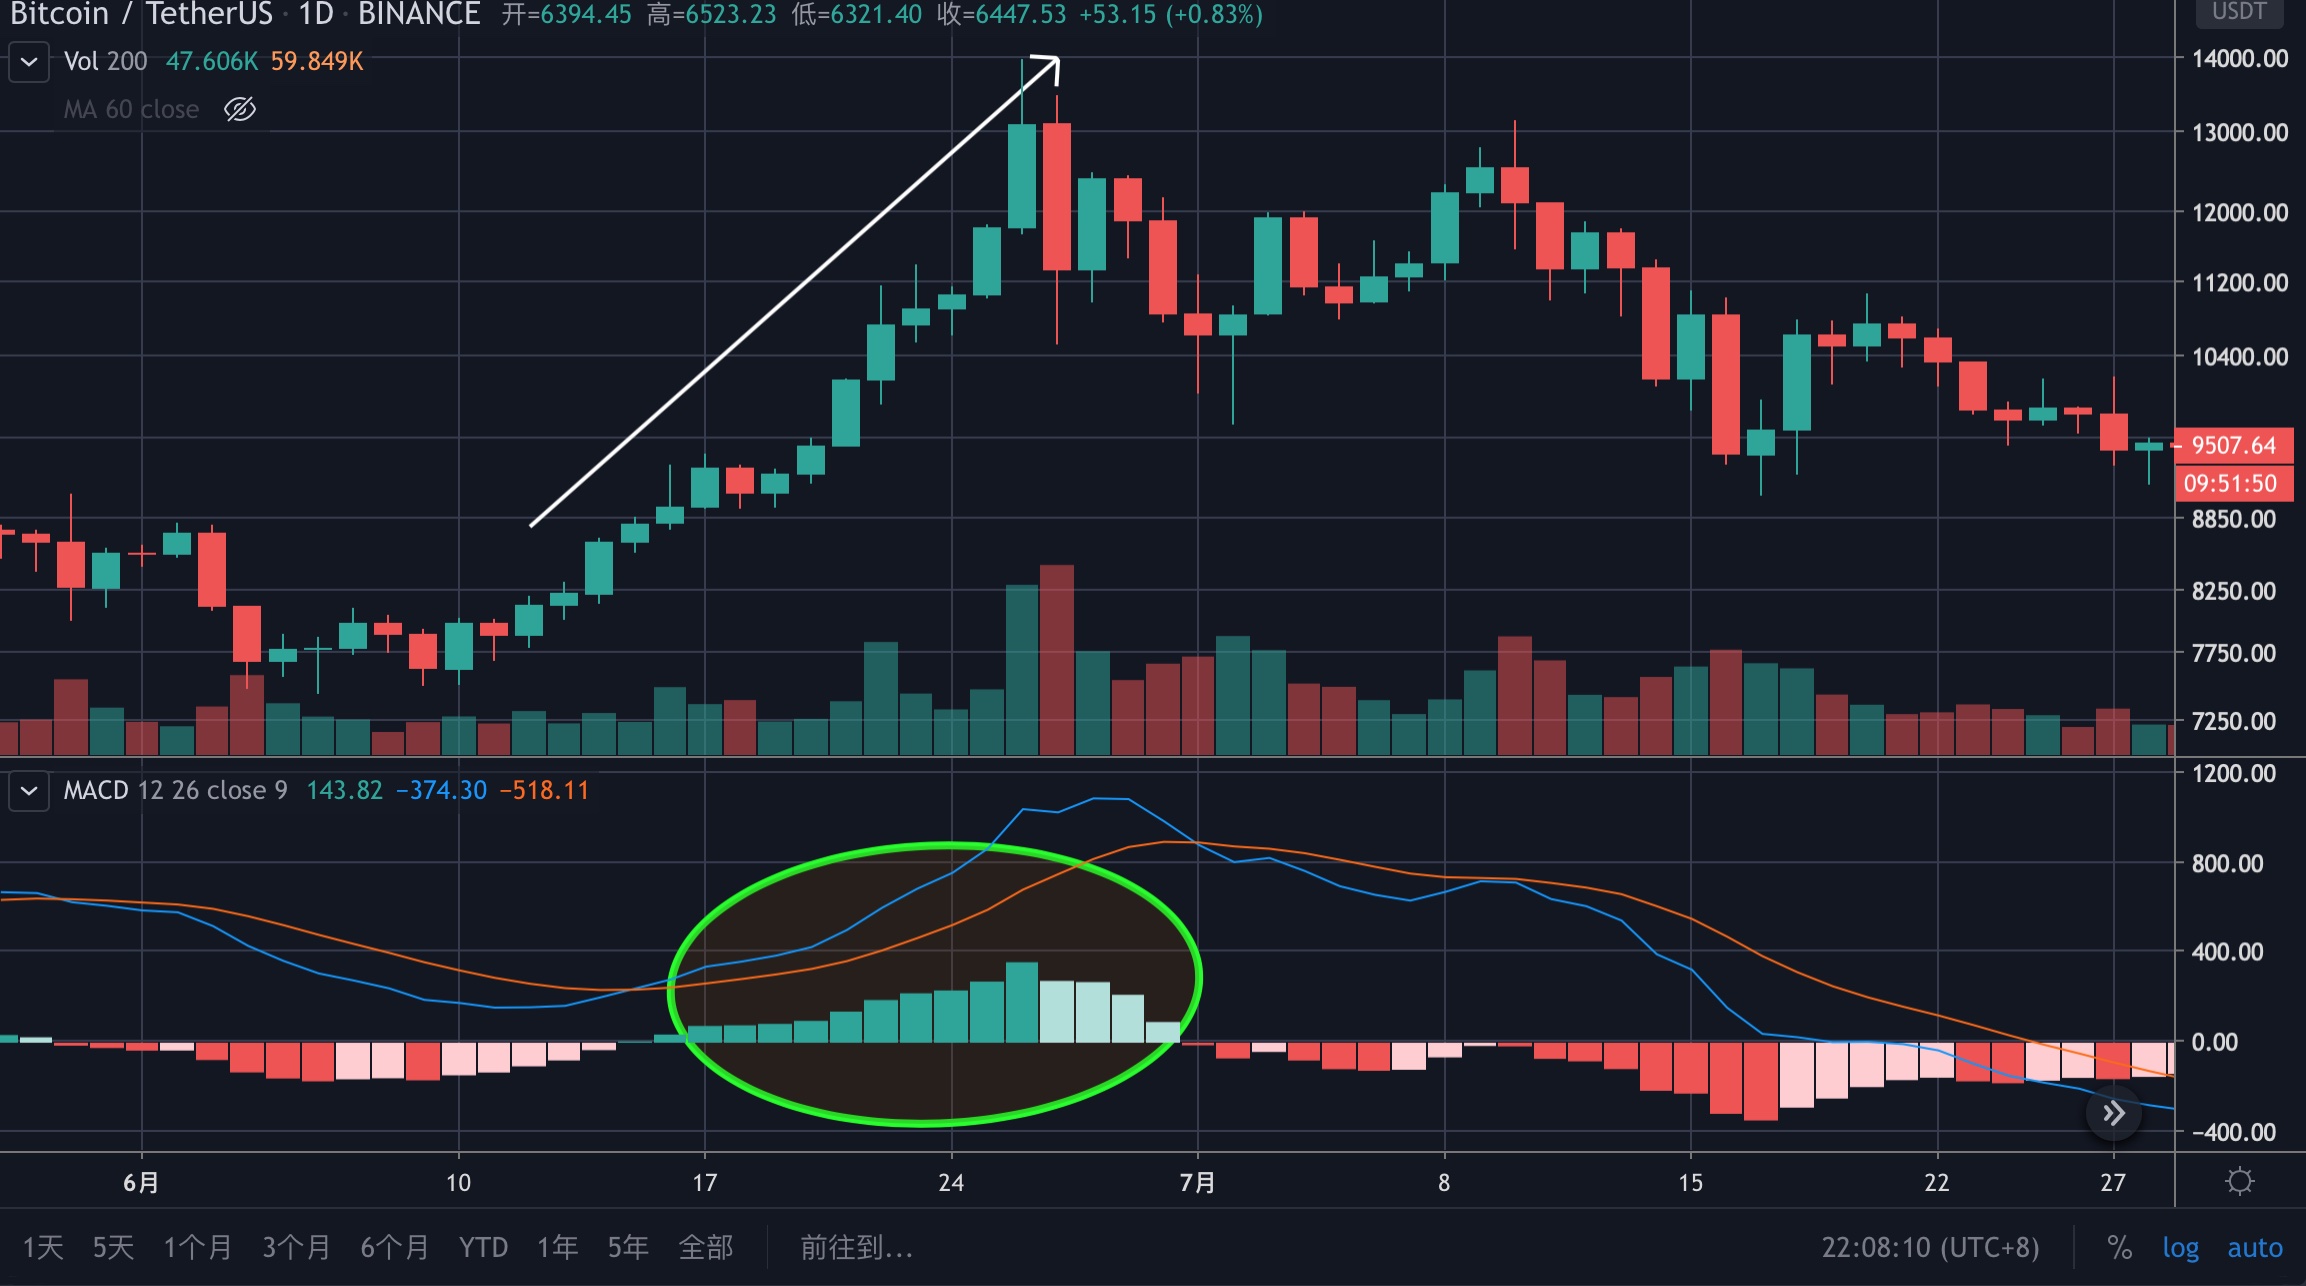 Bitcoin / TetherUS · 1D · BINANCE 开=6394.45 高=6523.23 低=6321.40 收=6447.53 +53.15 (+0.83%)
USDT
Vol 200 47.606K 59.849K
MA 60 close
14000.00
13000.00
12000.00
11200.00
10400.00
9507.64
09:51:50
8850.00
8250.00
7750.00
7250.00
MACD 12 26 close 9 143.82 −374.30 −518.11
1200.00
800.00
400.00
0.00
−400.00
6月 10 17 24 7月 8 15 22 27
1天 5天 1个月 3个月 6个月 YTD 1年 5年 全部 前往到... 22:08:10 (UTC+8) % log auto